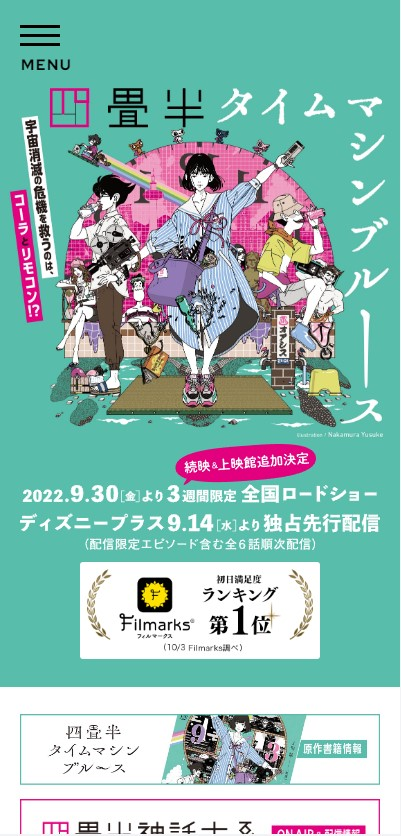 MENU
四畳半タイムマシンブルース
宇宙消滅の危機を救うのは、
コーラとリモコン!?
オアシス
Illustration / Nakamura Yusuke
続映&上映館追加決定
2022.9.30[金]より3週間限定 全国ロードショー
ディズニープラス9.14[水]より独占先行配信
(配信限定エピソード含む全6話順次配信)
Filmarks®
フィルマークス
初日満足度
ランキング
第1位
(10/3 Filmarks調べ)
四畳半
タイムマシン
ブルース
原作書籍情報
四畳半神話大系
ON AIR & 配信情報